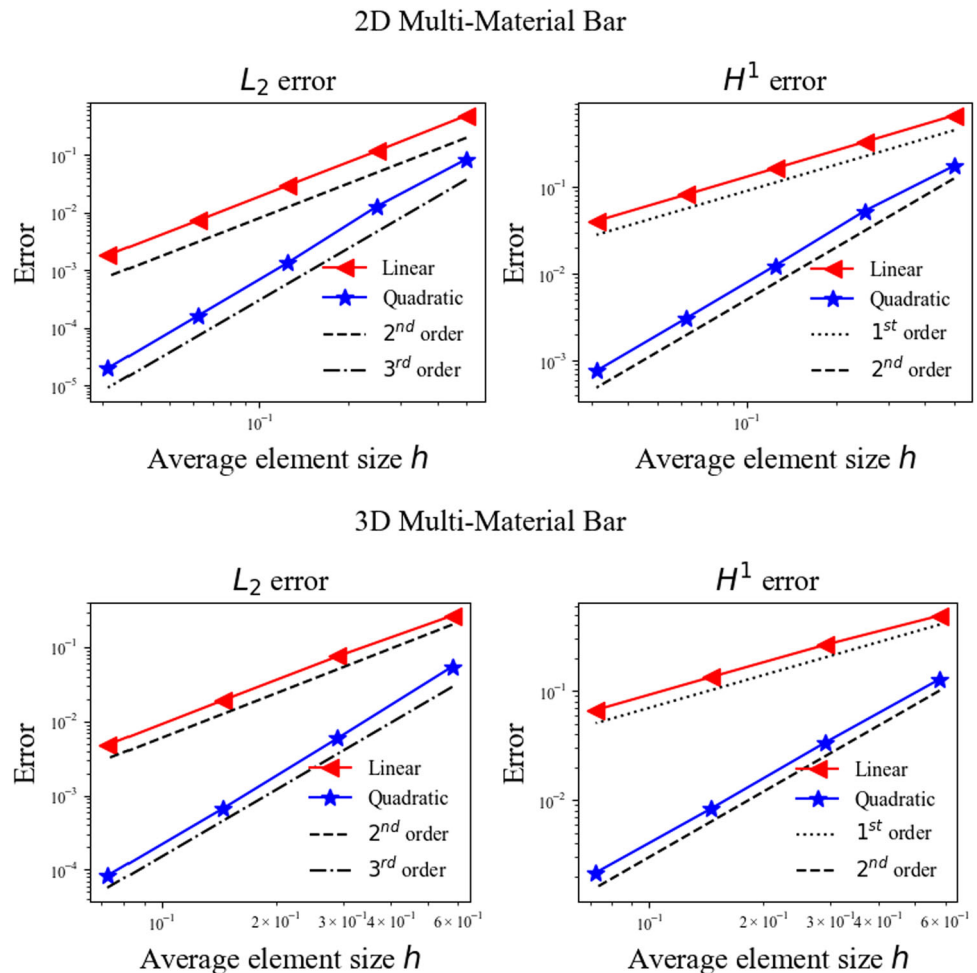 2D Multi-Material Bar
L₂ error
H¹ error
Error
10⁻¹
10⁻²
10⁻³
10⁻⁴
10⁻⁵
Linear
Quadratic
2ⁿᵈ order
3ʳᵈ order
10⁻¹
Average element size h
Error
10⁻¹
10⁻²
10⁻³
Linear
Quadratic
1ˢᵗ order
2ⁿᵈ order
10⁻¹
Average element size h
3D Multi-Material Bar
L₂ error
H¹ error
Error
10⁻¹
10⁻²
10⁻³
10⁻⁴
Linear
Quadratic
2ⁿᵈ order
3ʳᵈ order
10⁻¹ 2 × 10⁻¹ 3 × 10⁻¹ 4 × 10⁻¹ 6 × 10⁻¹
Average element size h
Error
10⁻¹
10⁻²
Linear
Quadratic
1ˢᵗ order
2ⁿᵈ order
10⁻¹ 2 × 10⁻¹ 3 × 10⁻¹ 4 × 10⁻¹ 6 × 10⁻¹
Average element size h